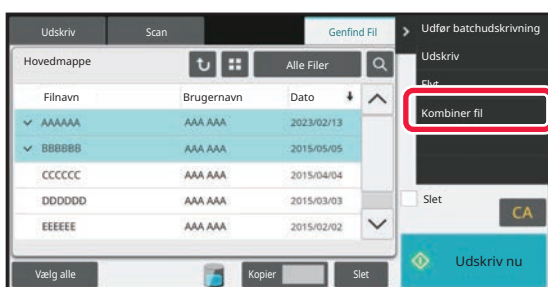 Udskriv
Scan
Genfind Fil
Hovedmappe
Alle Filer
Filnavn Brugernavn Dato
AAAAAA AAA AAA 2023/02/13
BBBBBB AAA AAA 2015/05/05
CCCCCC AAA AAA 2015/04/04
DDDDDD AAA AAA 2015/03/03
EEEEEE AAA AAA 2015/02/02
Vælg alle
Kopier
Slet
Udfør batchudskrivning
Udskriv
Flyt
Kombiner fil
Slet
CA
Udskriv nu